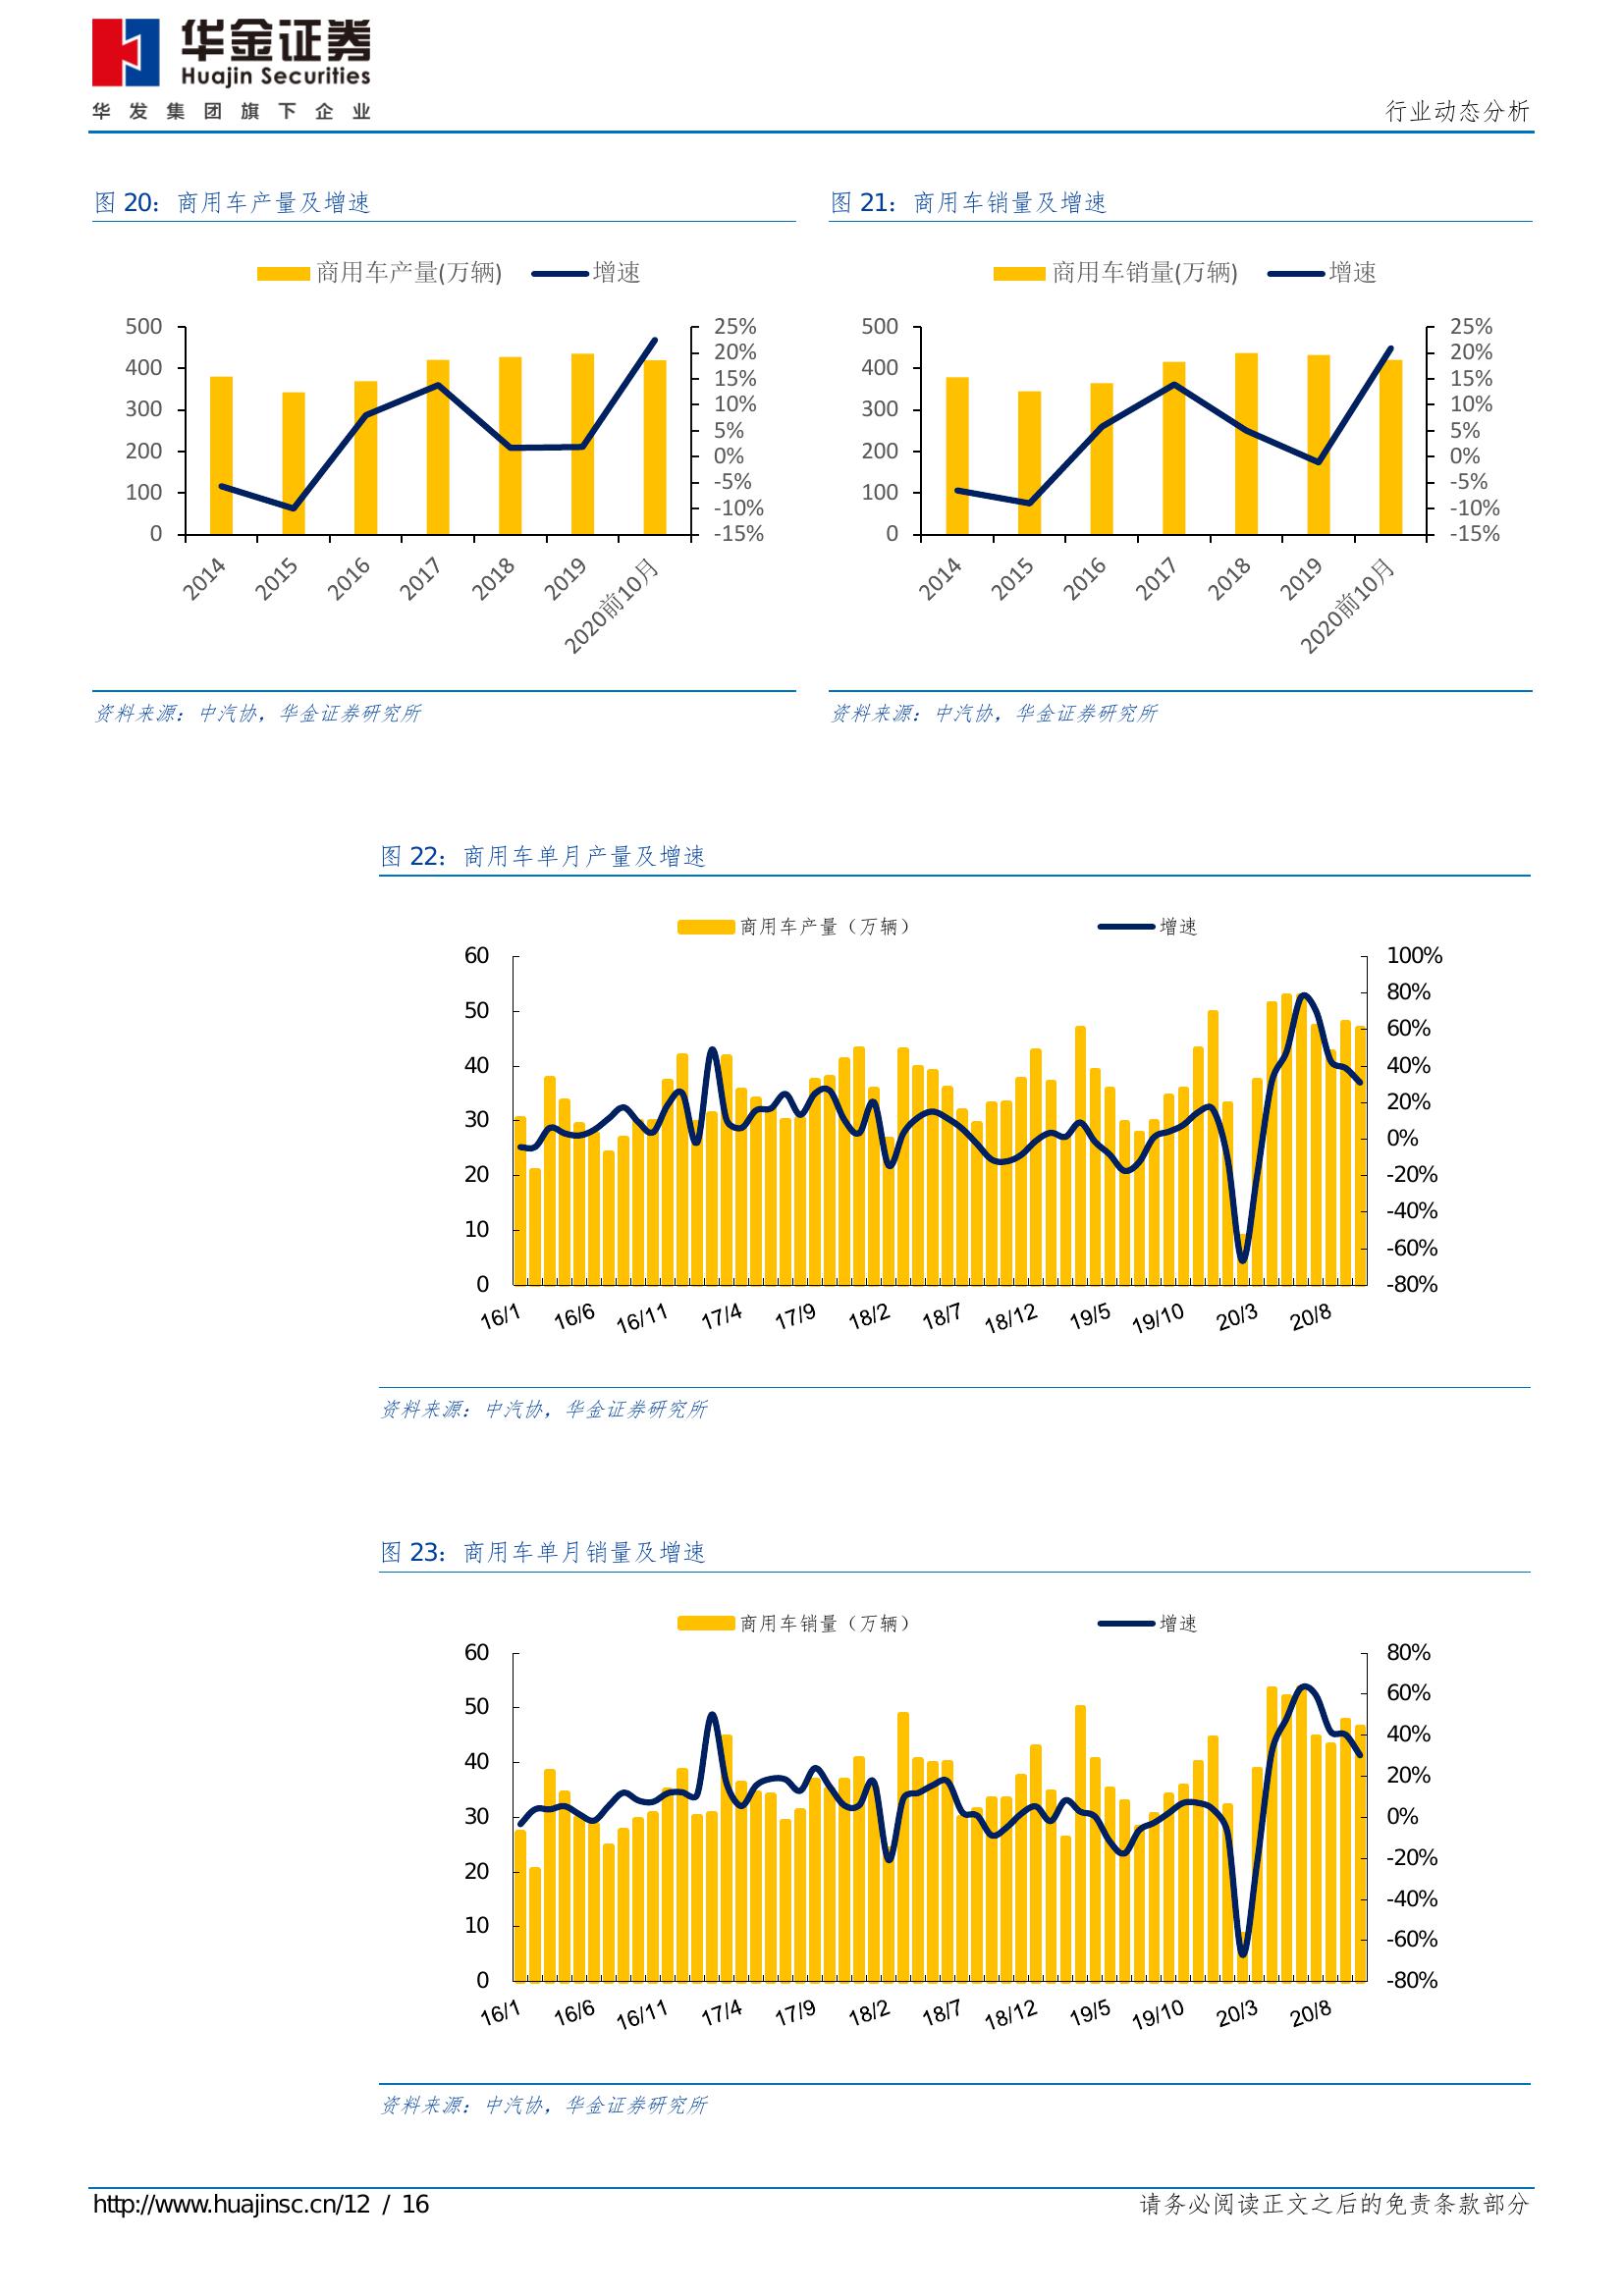 华金证券
Huajin Securities
华发集团旗下企业
行业动态分析
图 20：商用车产量及增速
图 21：商用车销量及增速
商用车产量(万辆) 增速
500
400
300
200
100
0
25%
20%
15%
10%
5%
0%
-5%
-10%
-15%
2014 2015 2016 2017 2018 2019 2020前10月
商用车销量(万辆) 增速
500
400
300
200
100
0
25%
20%
15%
10%
5%
0%
-5%
-10%
-15%
2014 2015 2016 2017 2018 2019 2020前10月
资料来源：中汽协，华金证券研究所
资料来源：中汽协，华金证券研究所
图 22：商用车单月产量及增速
商用车产量（万辆） 增速
60
50
40
30
20
10
0
100%
80%
60%
40%
20%
0%
-20%
-40%
-60%
-80%
16/1 16/6 16/11 17/4 17/9 18/2 18/7 18/12 19/5 19/10 20/3 20/8
资料来源：中汽协，华金证券研究所
图 23：商用车单月销量及增速
商用车销量（万辆） 增速
60
50
40
30
20
10
0
80%
60%
40%
20%
0%
-20%
-40%
-60%
-80%
16/1 16/6 16/11 17/4 17/9 18/2 18/7 18/12 19/5 19/10 20/3 20/8
资料来源：中汽协，华金证券研究所
http://www.huajinsc.cn/12 / 16
请务必阅读正文之后的免责条款部分